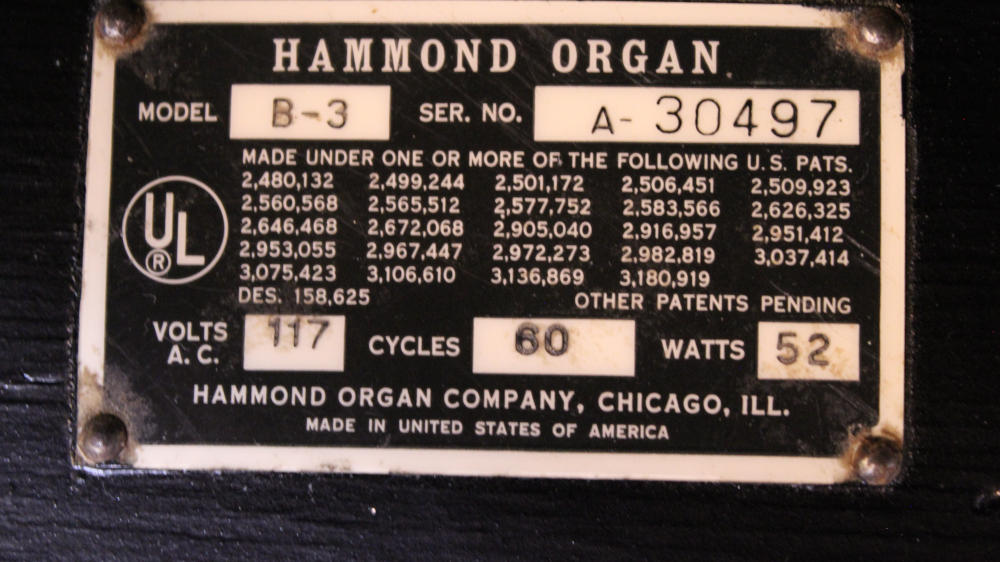 HAMMOND ORGAN
MODEL B-3 SER. NO. A-30497
MADE UNDER ONE OR MORE OF THE FOLLOWING U.S. PATS.
2,480,132 2,499,244 2,501,172 2,506,451 2,509,923
2,560,568 2,565,512 2,577,752 2,583,566 2,626,325
2,646,468 2,672,068 2,905,040 2,916,957 2,951,412
2,953,055 2,967,447 2,972,273 2,982,819 3,037,414
3,075,423 3,106,610 3,136,869 3,180,919
DES. 158,625 OTHER PATENTS PENDING
UL
®
VOLTS A.C. 117 CYCLES 60 WATTS 52
HAMMOND ORGAN COMPANY, CHICAGO, ILL.
MADE IN UNITED STATES OF AMERICA